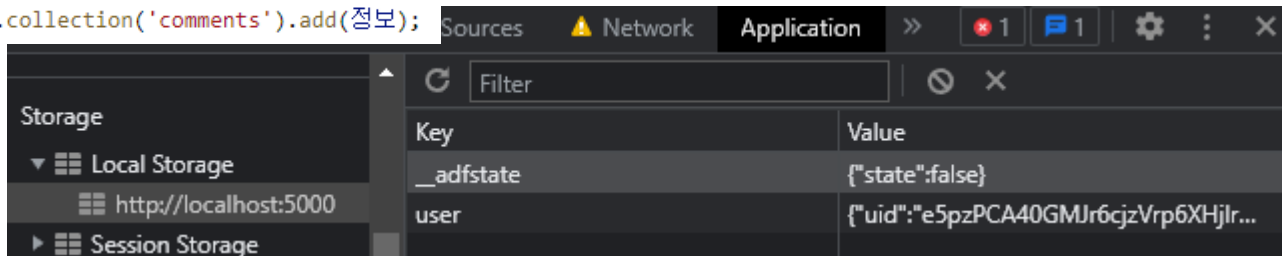 .collection('comments').add(정보);
Sources Network Application » 1 1
Filter
Storage
Key Value
Local Storage
__adfstate {"state":false}
http://localhost:5000
user {"uid":"e5pzPCA40GMJr6cjzVrp6XHjIr...
Session Storage